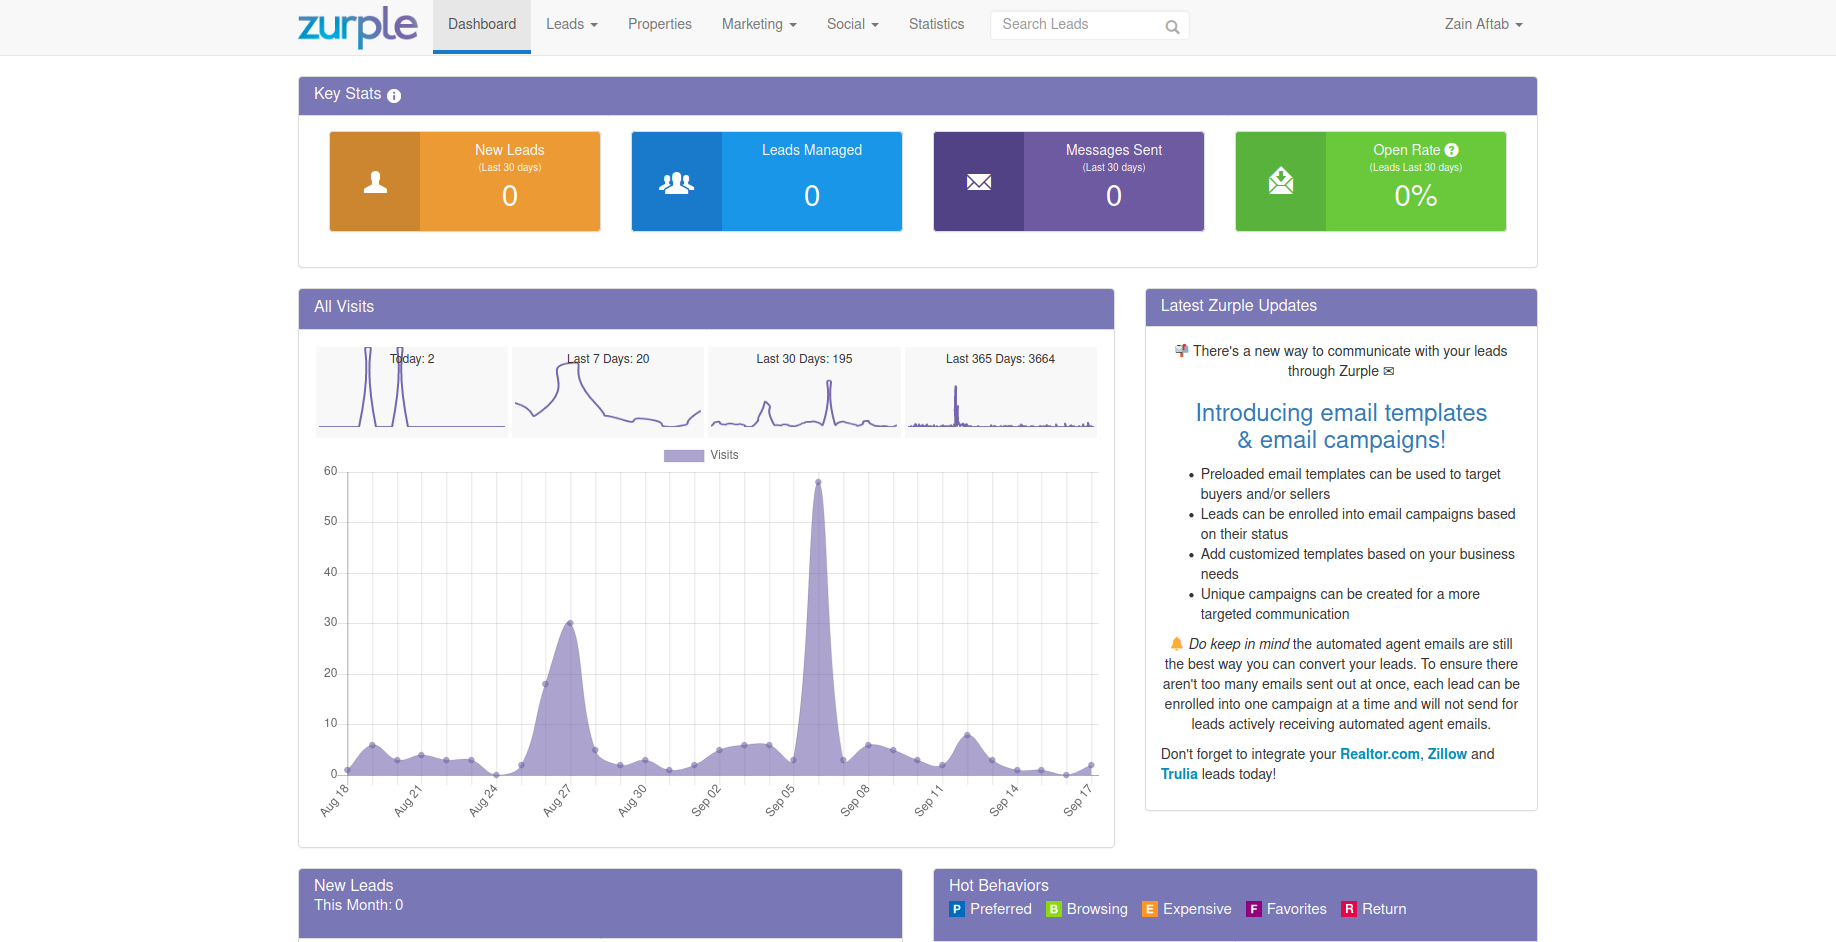 zurple
Dashboard Leads Properties Marketing Social Statistics Search Leads Zain Aftab
Key Stats
New Leads
(Last 30 days)
0
Leads Managed
0
Messages Sent
(Last 30 days)
0
Open Rate
(Leads Last 30 days)
0%
All Visits
Today: 2
Last 7 Days: 20
Last 30 Days: 195
Last 365 Days: 3664
Visits
60
50
40
30
20
10
0
Aug 18
Aug 21
Aug 24
Aug 27
Aug 30
Sep 02
Sep 05
Sep 08
Sep 11
Sep 14
Sep 17
Latest Zurple Updates
📬 There's a new way to communicate with your leads
through Zurple ✉
Introducing email templates
& email campaigns!
• Preloaded email templates can be used to target
buyers and/or sellers
• Leads can be enrolled into email campaigns based
on their status
• Add customized templates based on your business
needs
• Unique campaigns can be created for a more
targeted communication
🔔 Do keep in mind the automated agent emails are still
the best way you can convert your leads. To ensure there
aren't too many emails sent out at once, each lead can be
enrolled into one campaign at a time and will not send for
leads actively receiving automated agent emails.
Don't forget to integrate your Realtor.com, Zillow and
Trulia leads today!
New Leads
This Month: 0
Hot Behaviors
P Preferred B Browsing E Expensive F Favorites R Return